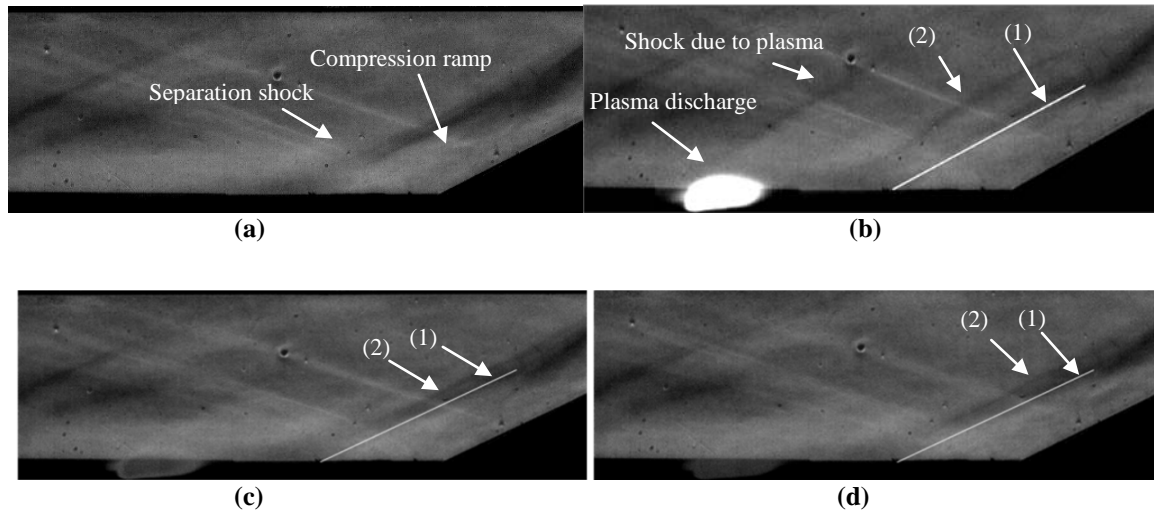 Compression ramp
Separation shock
(a)
Shock due to plasma
(2)
(1)
Plasma discharge
(b)
(1)
(2)
(c)
(2)
(1)
(d)